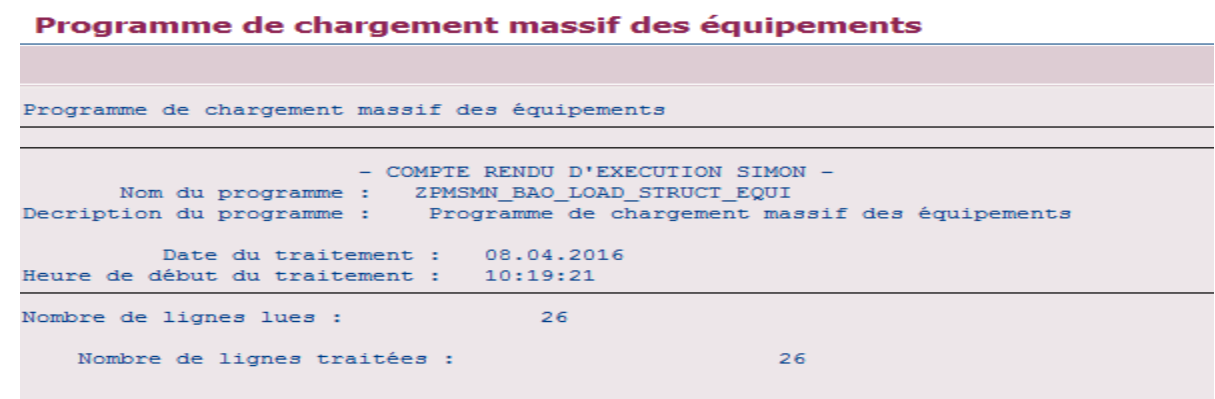 Programme de chargement massif des équipements
Programme de chargement massif des équipements
- COMPTE RENDU D'EXECUTION SIMON -
Nom du programme : ZPMSMN_BAO_LOAD_STRUCT_EQUI
Decription du programme : Programme de chargement massif des équipements
Date du traitement : 08.04.2016
Heure de début du traitement : 10:19:21
Nombre de lignes lues : 26
Nombre de lignes traitées : 26